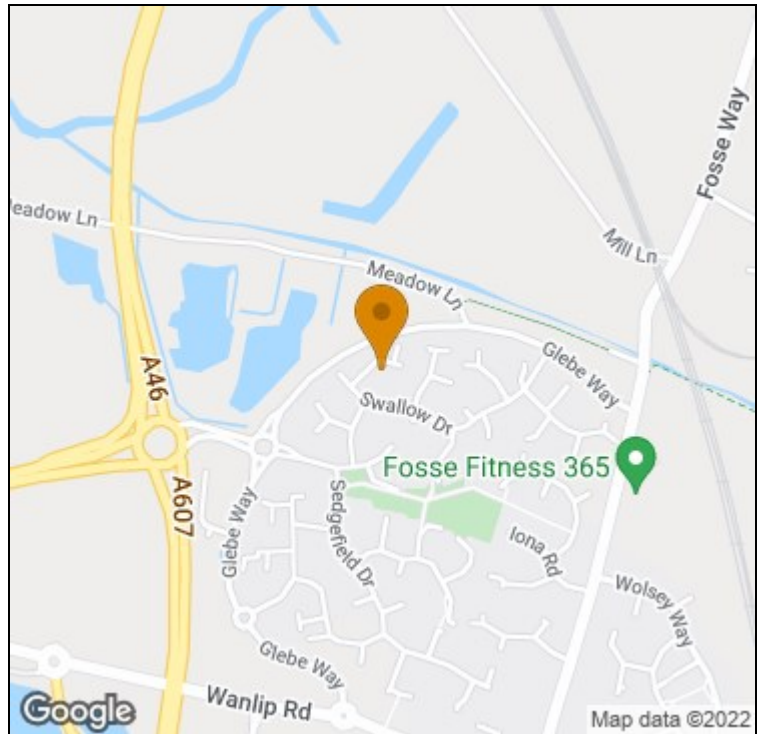 Fosse Way
Meadow Ln
Mill Ln
Meadow Ln
A46
Glebe Way
Swallow Dr
Fosse Fitness 365
A607
Sedgefield Dr
Glebe Way
Iona Rd
Wolsey Way
Glebe Way
Wanlip Rd
Google
Map data ©2022